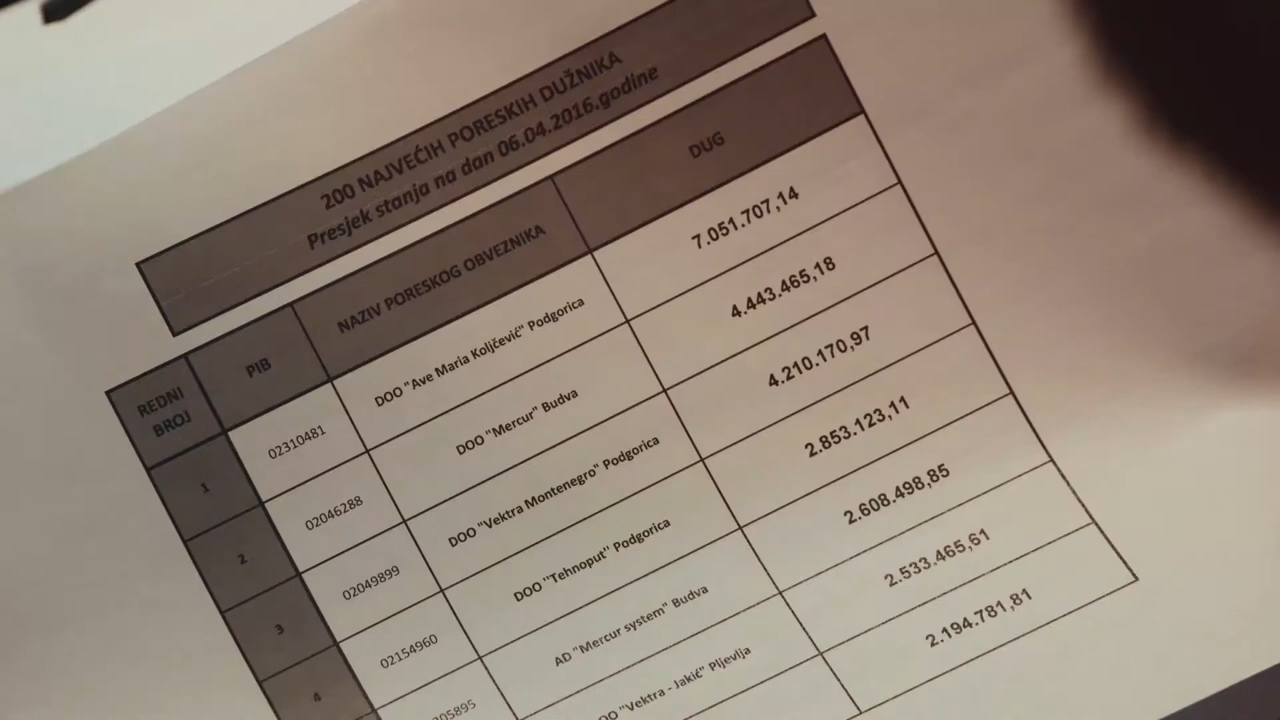 200 NAJVEĆIH PORESKIH DUŽNIKA
Presjek stanja na dan 06.04.2016.godine
REDNI BROJ PIB NAZIV PORESKOG OBVEZNIKA DUG
1 02310481 DOO "Ave Maria Koljčević" Podgorica 7.051.707,14
2 02046288 DOO "Mercur" Budva 4.443.465,18
3 02049899 DOO "Vektra Montenegro" Podgorica 4.210.170,97
4 02154960 DOO "Tehnoput" Podgorica 2.853.123,11
AD "Mercur system" Budva 2.608.498,85
"Vektra - Jakić" Pljevlja 2.533.465,61
2.194.781,81